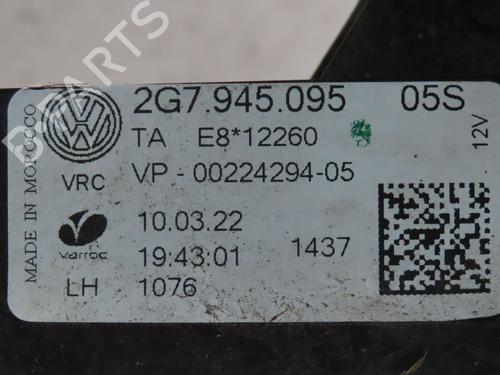 B PARTS
MADE IN MOROCCO
2G7.945.095 05S
TA E8*12260
12V
VRC
VP - 00224294-05
10.03.22
varroc
19:43:01 1437
LH 1076